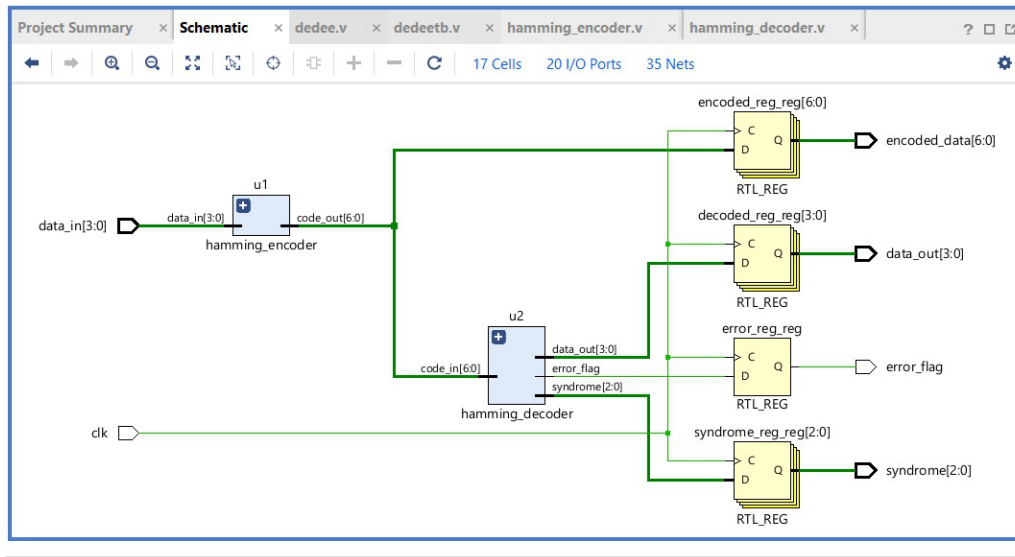 Project Summary × Schematic × dedee.v × dedeetb.v × hamming_encoder.v × hamming_decoder.v × ?
17 Cells 20 I/O Ports 35 Nets
encoded_reg_reg[6:0]
C
D
Q
encoded_data[6:0]
RTL_REG
u1
data_in[3:0]
data_in[3:0]
code_out[6:0]
hamming_encoder
decoded_reg_reg[3:0]
C
D
Q
data_out[3:0]
RTL_REG
u2
code_in[6:0]
data_out[3:0]
error_flag
syndrome[2:0]
hamming_decoder
error_reg_reg
C
D
Q
error_flag
RTL_REG
clk
syndrome_reg_reg[2:0]
C
D
Q
syndrome[2:0]
RTL_REG